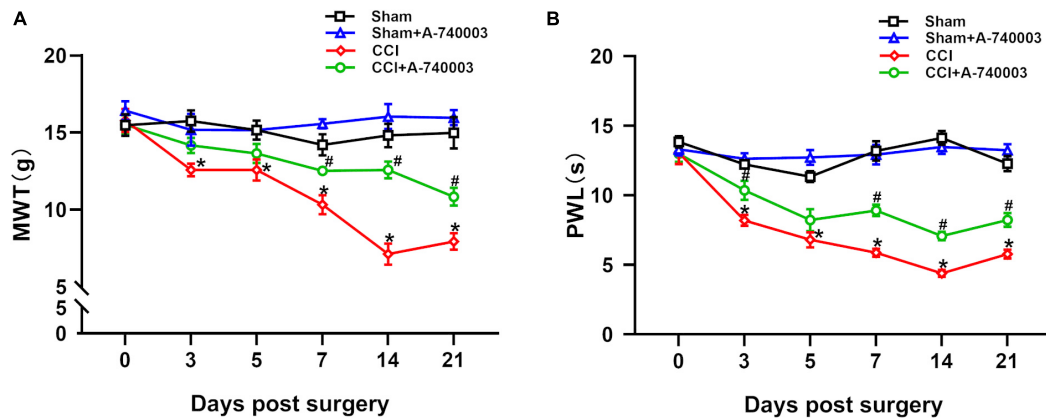 A
Sham
Sham+A-740003
CCI
CCI+A-740003
MWT(g)
20
15
10
5
5
0
0 3 5 7 14 21
Days post surgery
* * * * *
# # #
B
Sham
Sham+A-740003
CCI
CCI+A-740003
PWL(s)
20
15
10
5
0
0 3 5 7 14 21
Days post surgery
# # # #
* * * * *